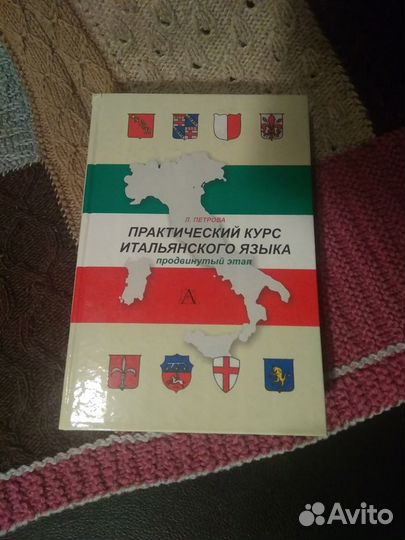 Л. ПЕТРОВА
ПРАКТИЧЕСКИЙ КУРС
ИТАЛЬЯНСКОГО ЯЗЫКА
продвинутый этап
Avito